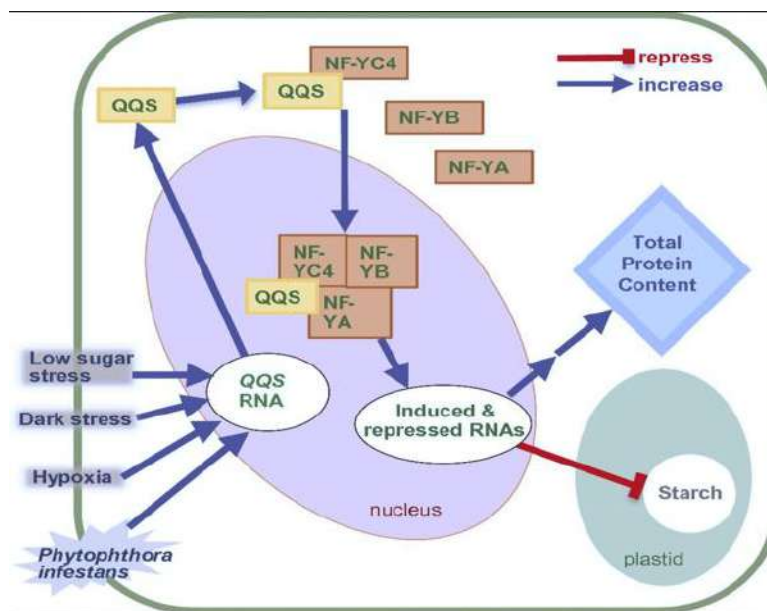 NF-YC4
repress
QQS
QQS
increase
NF-YB
NF-YA
NF-
YC4
NF-
YB
QQS
NF-
YA
Total
Protein
Content
Low sugar
stress
QQS
RNA
Dark stress
Induced &
repressed RNAs
Hypoxia
Starch
nucleus
Phytophthora
infestans
plastid